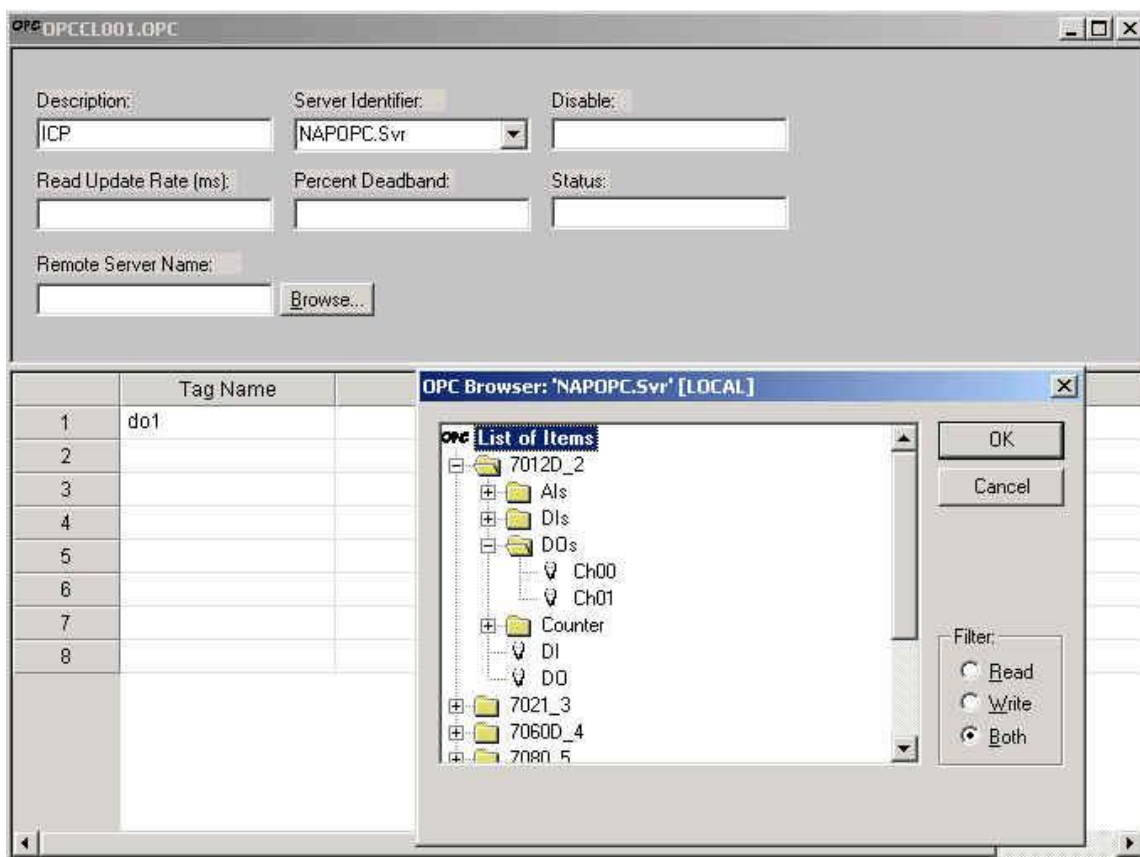 OPC OPCCL001.OPC
Description: Server Identifier: Disable:
ICP NAPOPC.Svr
Read Update Rate (ms): Percent Deadband: Status:
Remote Server Name:
Browse...
Tag Name
1 do1
2
3
4
5
6
7
8
OPC Browser: 'NAPOPC.Svr' [LOCAL]
OPC List of Items
7012D_2
AIs
DIs
DOs
Ch00
Ch01
Counter
DI
DO
7021_3
7060D_4
7080_5
OK
Cancel
Filter:
Read
Write
Both